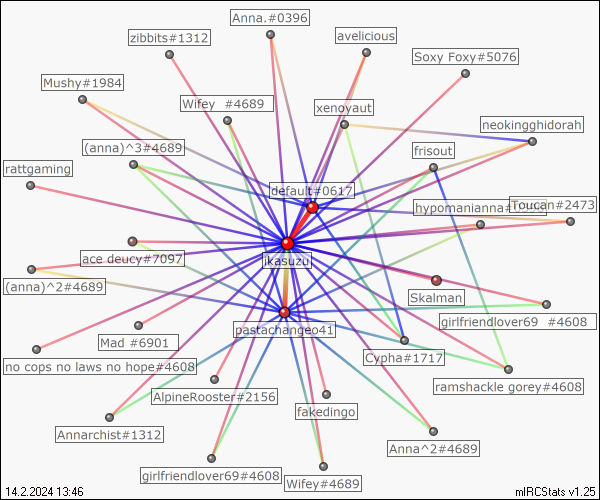 Anna.#0396
zibbits#1312
avelicious
Soxy Foxy#5076
Mushy#1984
Wifey #4689
xenoyaut
neokingghidorah
(anna)^3#4689
frisout
rattgaming
default#0617
hypomanianna#
Toucan#2473
ace deucy#7097
ikasuzu
(anna)^2#4689
Skalman
girlfriendlover69 #4608
pastachangeo41
Mad #6901
Cypha#1717
no cops no laws no hope#4608
ramshackle gorey#4608
AlpineRooster#2156
fakedingo
Annarchist#1312
Anna^2#4689
girlfriendlover69#4608
Wifey#4689
14.2.2024 13:46
mIRCStats v1.25